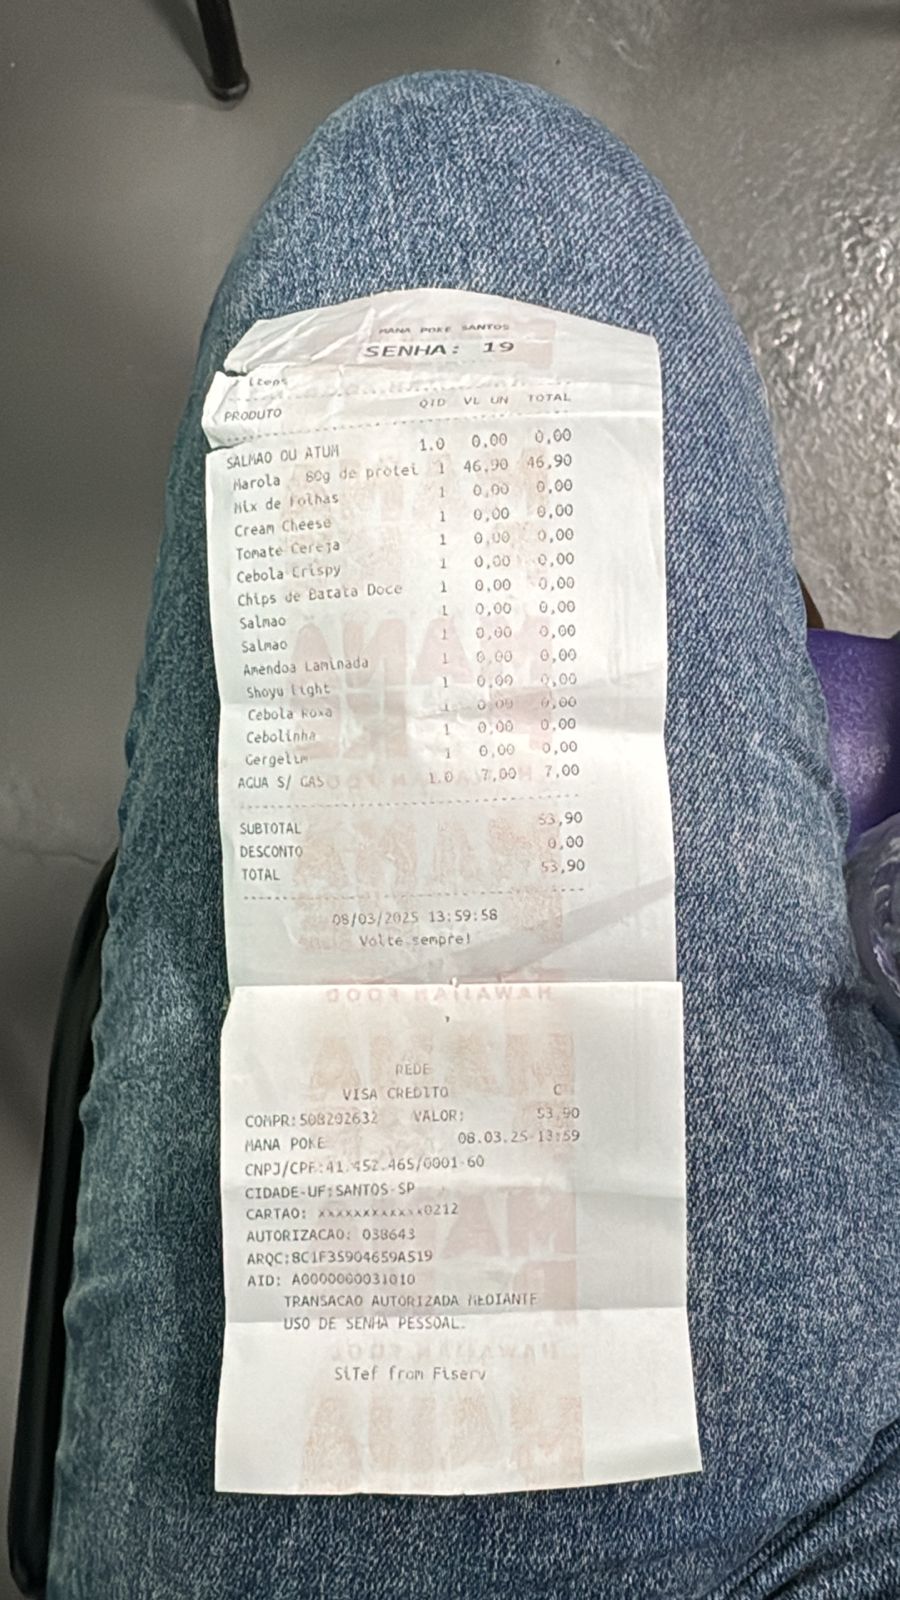 MANA POKE SANTOS
SENHA: 19
Itens
PRODUTO QTD VL UN TOTAL
SALMAO OU ATUM 1.0 0,00 0,00
Marola 80g de protei 1 46,90 46,90
Mix de Folhas 1 0,00 0,00
Cream Cheese 1 0,00 0,00
Tomate Cereja 1 0,00 0,00
Cebola Crispy 1 0,00 0,00
Chips de Batata Doce 1 0,00 0,00
Salmao 1 0,00 0,00
Salmao 1 0,00 0,00
Amendoa Laminada 1 0,00 0,00
Shoyu Light 1 0,00 0,00
Cebola Roxa 1 0,00 0,00
Cebolinha 1 0,00 0,00
Gergelim 1 0,00 0,00
AGUA S/ GAS 1.0 7,00 7,00
SUBTOTAL 53,90
DESCONTO 0,00
TOTAL 53,90
08/03/2025 13:59:58
Volte sempre!
REDE
VISA CREDITO C
COMPR:508292632 VALOR: 53,90
MANA POKE 08.03.25-13:59
CNPJ/CPF:41.452.465/0001-60
CIDADE-UF:SANTOS-SP
CARTAO: xxxxxxxxxxxx0212
AUTORIZACAO: 038643
ARQC:8C1F35904659A519
AID: A0000000031010
TRANSACAO AUTORIZADA MEDIANTE
USO DE SENHA PESSOAL.
SiTef from Fiserv